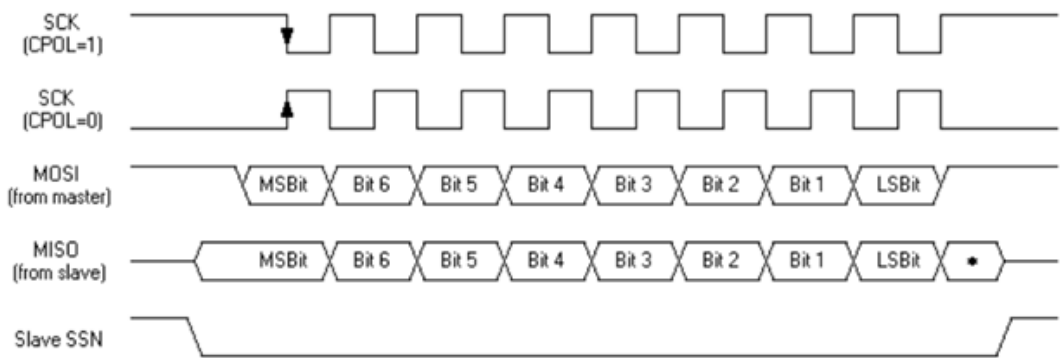 SCK
(CPOL=1)
SCK
(CPOL=0)
MOSI
(from master)
MSBit Bit 6 Bit 5 Bit 4 Bit 3 Bit 2 Bit 1 LSBit
MISO
(from slave)
MSBit Bit 6 Bit 5 Bit 4 Bit 3 Bit 2 Bit 1 LSBit *
Slave SSN